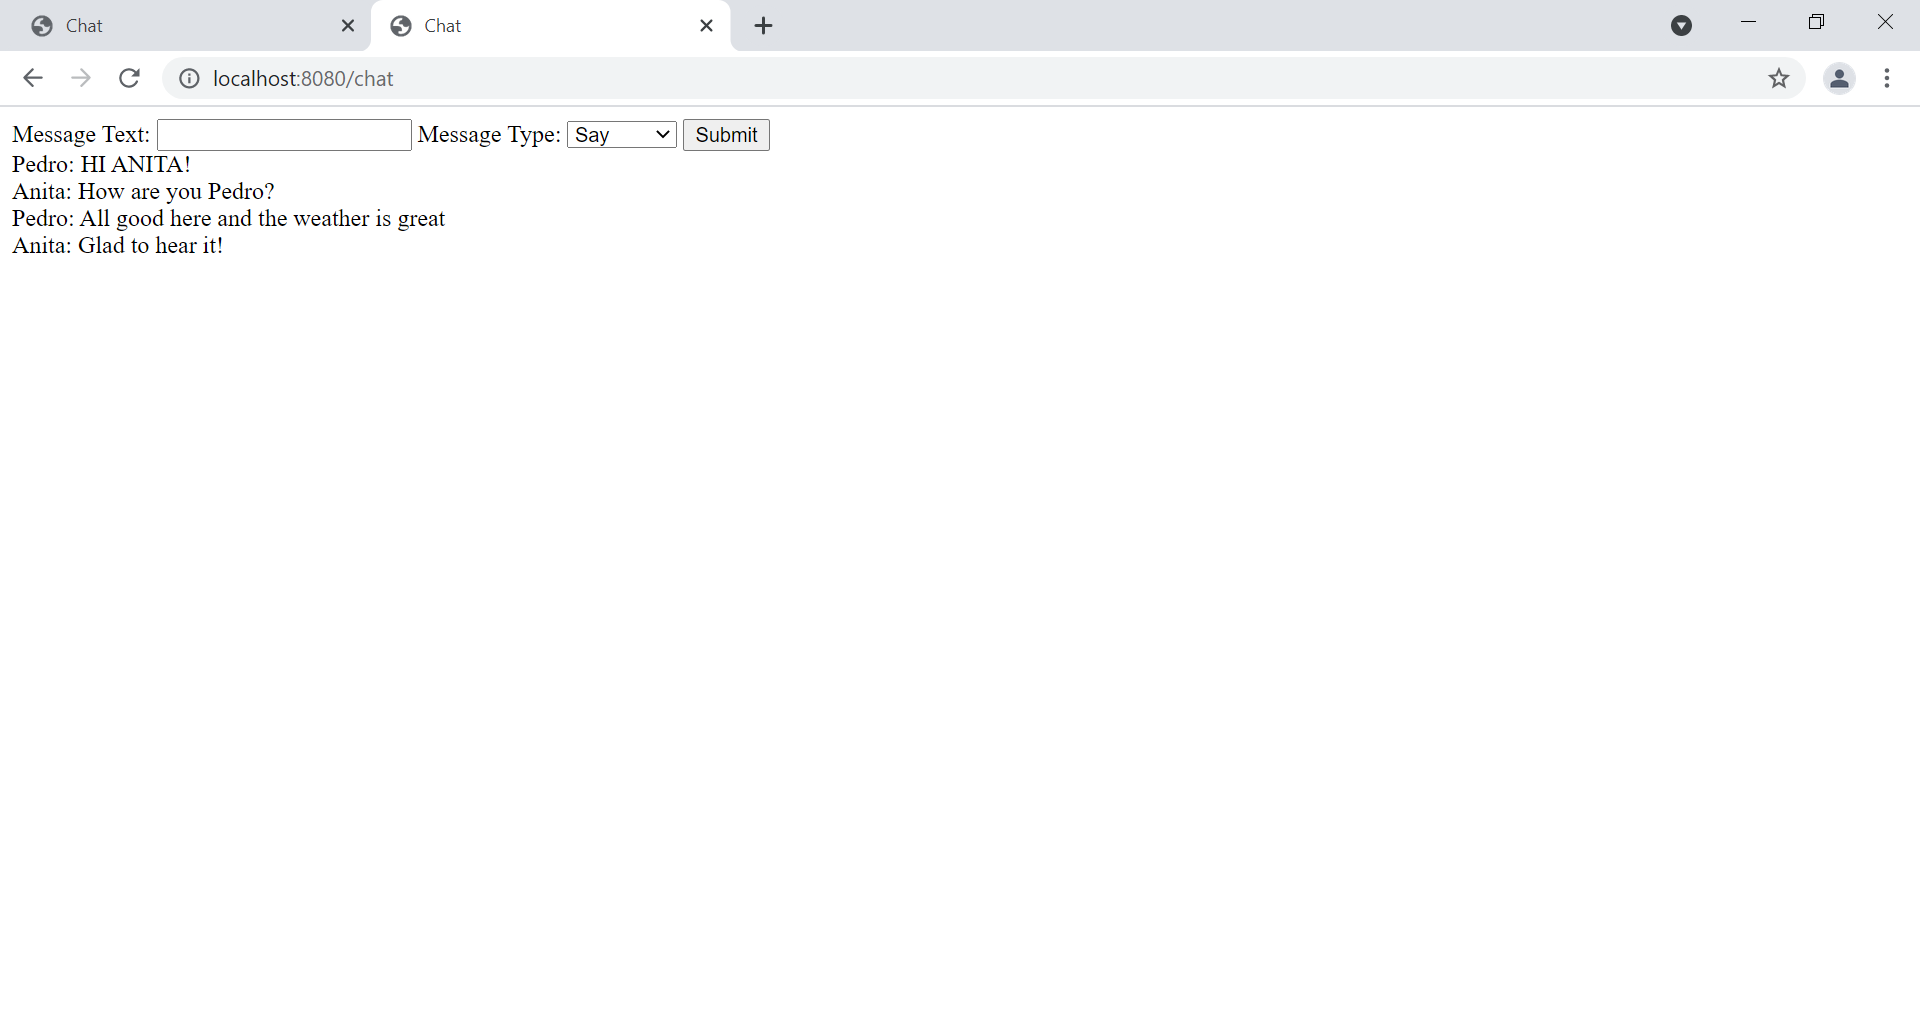 Chat
Chat
localhost:8080/chat
Message Text: Message Type: Say Submit
Pedro: HI ANITA!
Anita: How are you Pedro?
Pedro: All good here and the weather is great
Anita: Glad to hear it!